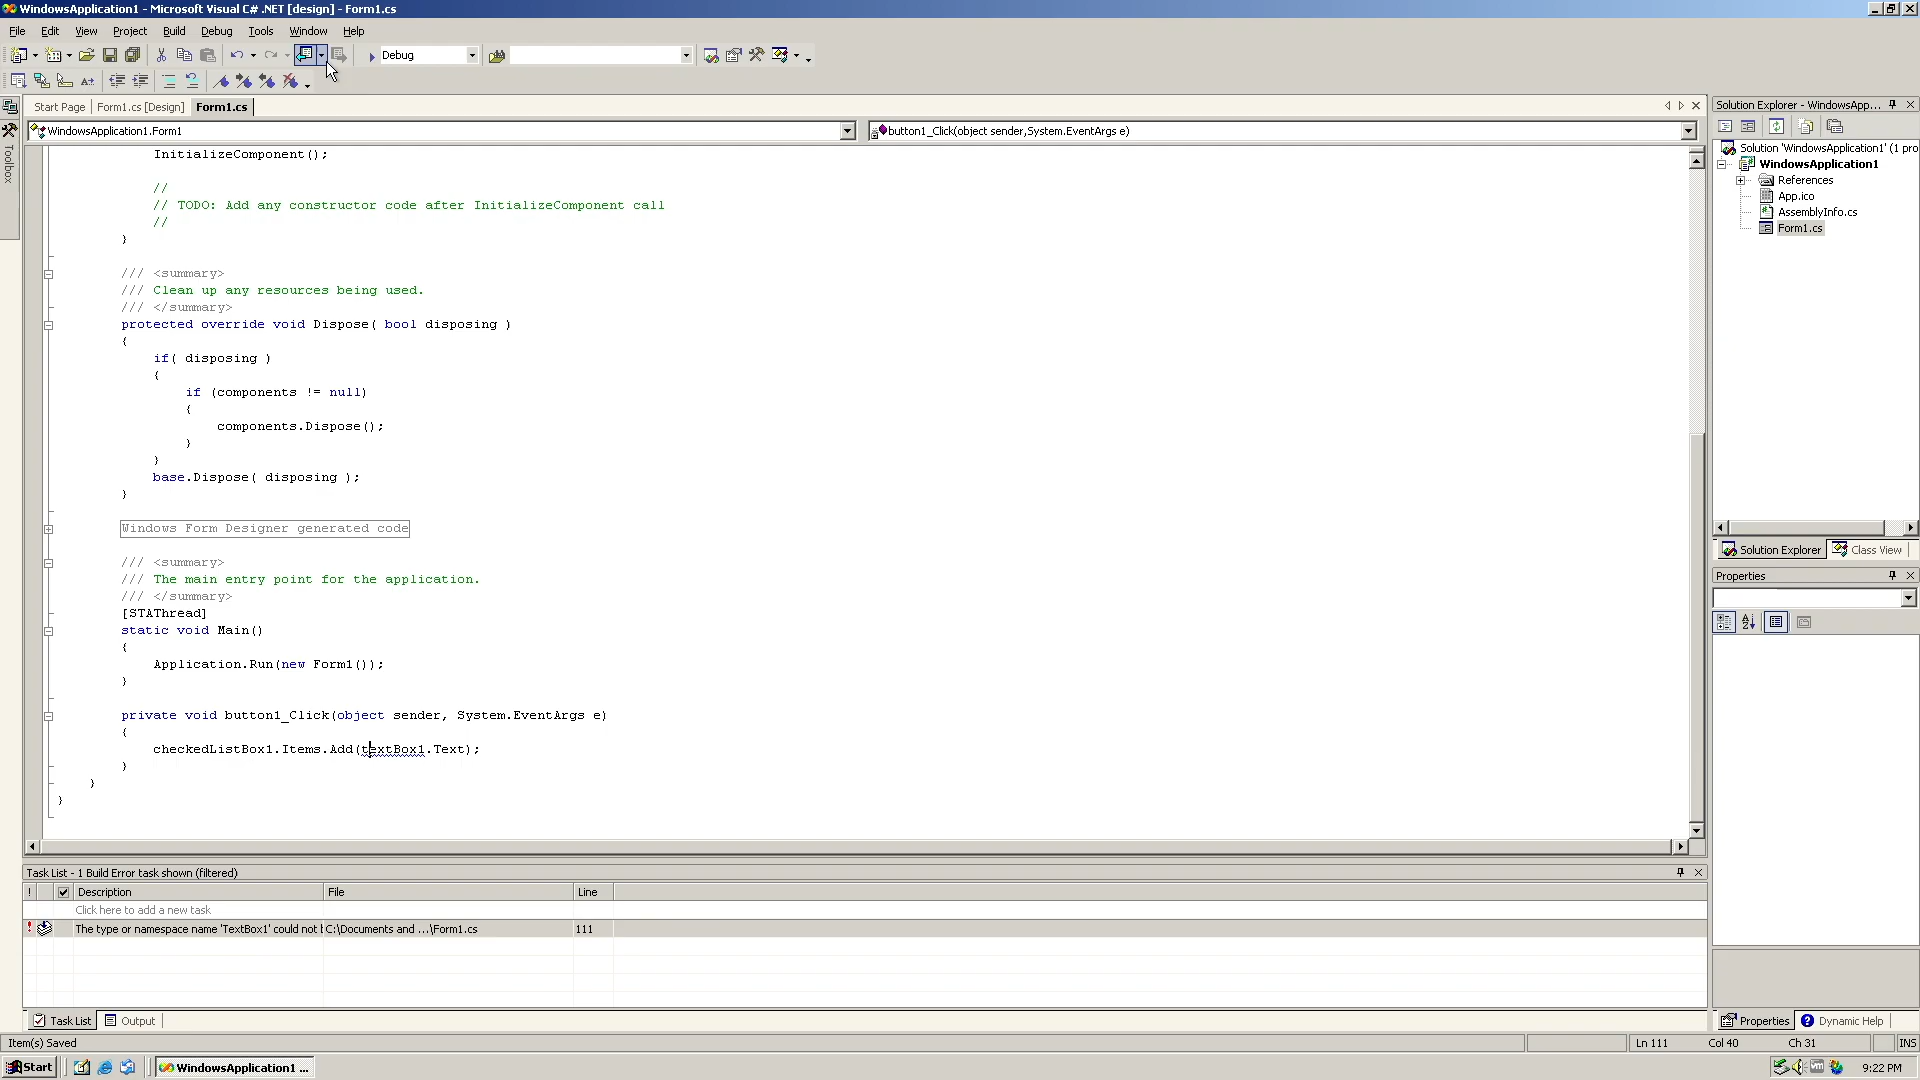 WindowsApplication1 - Microsoft Visual C# .NET [design] - Form1.cs
File Edit View Project Build Debug Tools Window Help
Debug
Start Page Form1.cs [Design] Form1.cs
WindowsApplication1.Form1
button1_Click(object sender,System.EventArgs e)
Toolbox
InitializeComponent();
//
// TODO: Add any constructor code after InitializeComponent call
//
}
/// <summary>
/// Clean up any resources being used.
/// </summary>
protected override void Dispose( bool disposing )
{
if( disposing )
{
if (components != null)
{
components.Dispose();
}
}
base.Dispose( disposing );
}
Windows Form Designer generated code
/// <summary>
/// The main entry point for the application.
/// </summary>
[STAThread]
static void Main()
{
Application.Run(new Form1());
}
private void button1_Click(object sender, System.EventArgs e)
{
checkedListBox1.Items.Add(textBox1.Text);
}
}
}
Solution Explorer - WindowsApp...
Solution 'WindowsApplication1' (1 pro
WindowsApplication1
References
App.ico
AssemblyInfo.cs
Form1.cs
Solution Explorer Class View
Properties
Properties Dynamic Help
Task List - 1 Build Error task shown (filtered)
! Description File Line
Click here to add a new task
! The type or namespace name 'TextBox1' could not b C:\Documents and ...\Form1.cs 111
Task List Output
Item(s) Saved Ln 111 Col 40 Ch 31 INS
Start WindowsApplication1 ... 9:22 PM